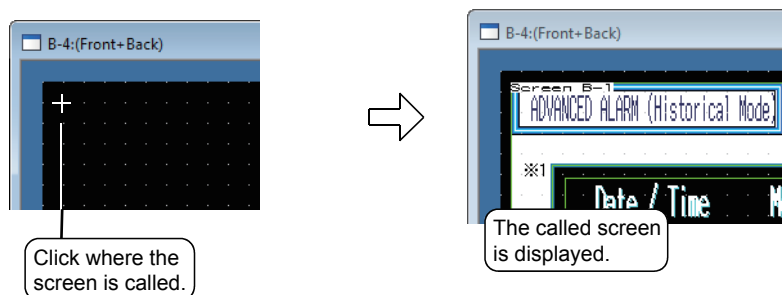 B-4:(Front+Back)
Click where the
screen is called.
B-4:(Front+Back)
Screen B-1
ADVANCED ALARM (Historical Mode)
※1
Date / Time
The called screen
is displayed.